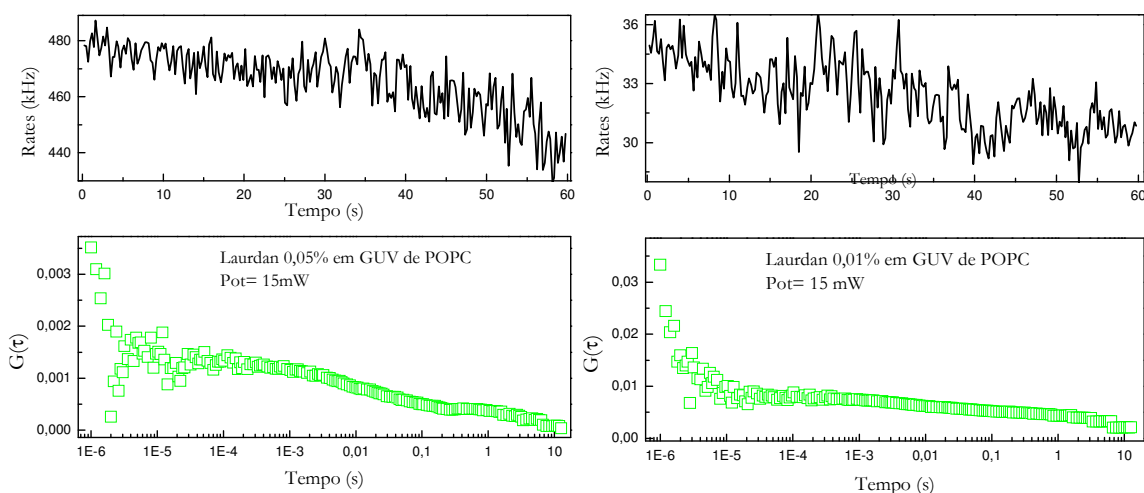 480
460
440
Rates (kHz)
0 10 20 30 40 50 60
Tempo (s)
36
33
30
Rates (kHz)
0 10 20 30 40 50 60
Tempo (s)
0,003
0,002
0,001
0,000
G(τ)
Laurdan 0,05% em GUV de POPC
Pot= 15mW
1E-6 1E-5 1E-4 1E-3 0,01 0,1 1 10
Tempo (s)
0,03
0,02
0,01
0,00
G(τ)
Laurdan 0,01% em GUV de POPC
Pot= 15 mW
1E-6 1E-5 1E-4 1E-3 0,01 0,1 1 10
Tempo (s)